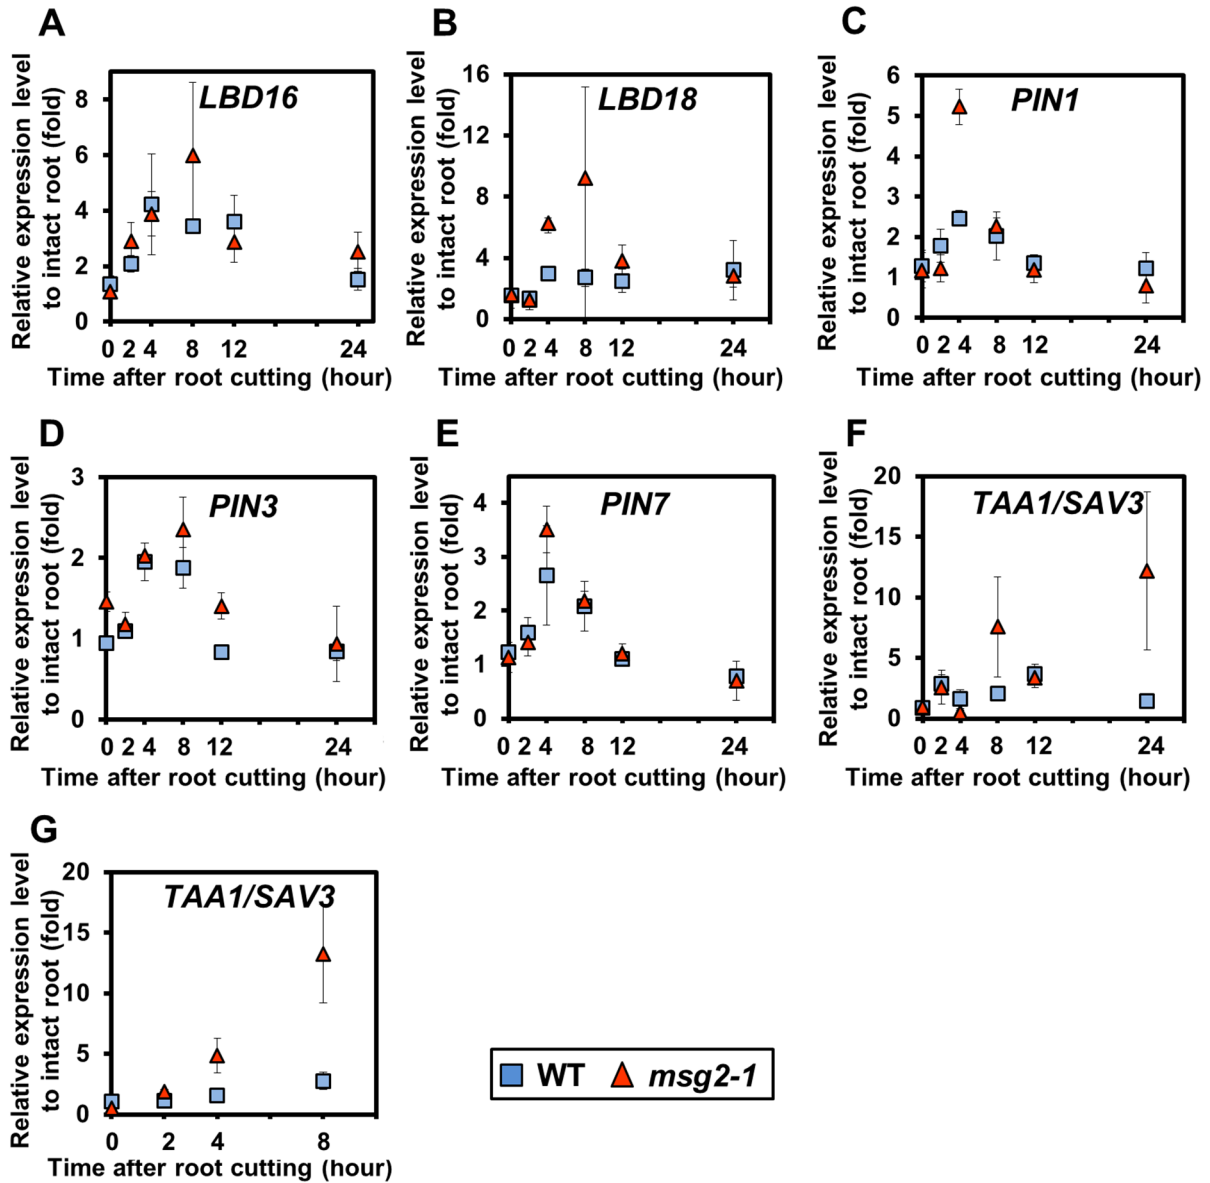 A
Relative expression level
to intact root (fold)
LBD16
8
6
4
2
0
0 2 4 8 12 24
Time after root cutting (hour)
B
Relative expression level
to intact root (fold)
LBD18
16
12
8
4
0
0 2 4 8 12 24
Time after root cutting (hour)
C
Relative expression level
to intact root (fold)
PIN1
6
5
4
3
2
1
0
0 2 4 8 12 24
Time after root cutting (hour)
D
Relative expression level
to intact root (fold)
PIN3
3
2
1
0
0 2 4 8 12 24
Time after root cutting (hour)
E
Relative expression level
to intact root (fold)
PIN7
4
3
2
1
0
0 2 4 8 12 24
Time after root cutting (hour)
F
Relative expression level
to intact root (fold)
TAA1/SAV3
20
15
10
5
0
0 2 4 8 12 24
Time after root cutting (hour)
G
Relative expression level
to intact root (fold)
TAA1/SAV3
20
15
10
5
0
0 2 4 8
Time after root cutting (hour)
WT msg2-1